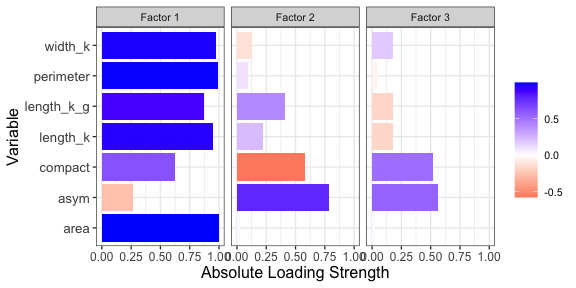 Factor 1 Factor 2 Factor 3
width_k
perimeter
length_k_g
length_k
compact
asym
area
Variable
0.00 0.25 0.50 0.75 1.00 0.00 0.25 0.50 0.75 1.00 0.00 0.25 0.50 0.75 1.00
Absolute Loading Strength
0.5
0.0
-0.5